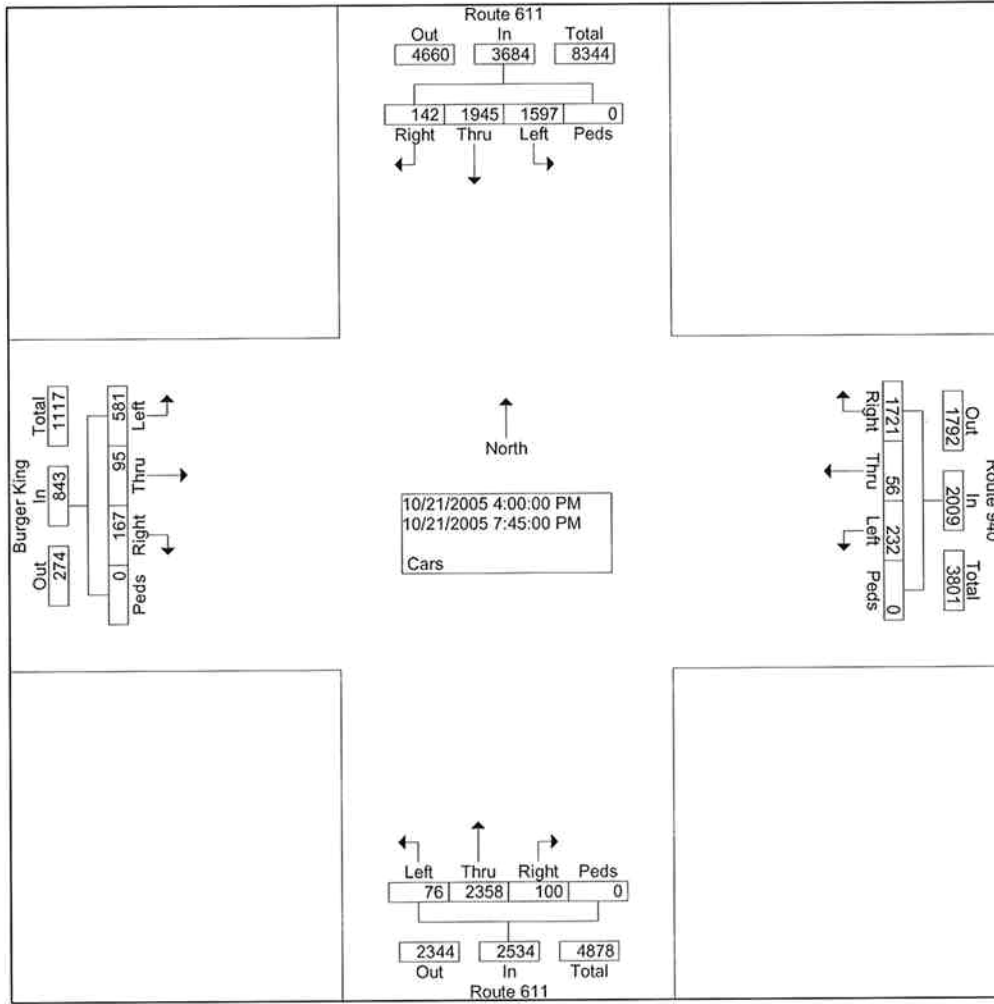 Route 611
Out In Total
4660 3684 8344
142 1945 1597 0
Right Thru Left Peds
Burger King
Total In Out
1117 843 274
581 95 167 0
Left Thru Right Peds
North
10/21/2005 4:00:00 PM
10/21/2005 7:45:00 PM
Cars
Route 940
Out In Total
1792 2009 3801
1721 56 232 0
Right Thru Left Peds
Left Thru Right Peds
76 2358 100 0
2344 2534 4878
Out In Total
Route 611